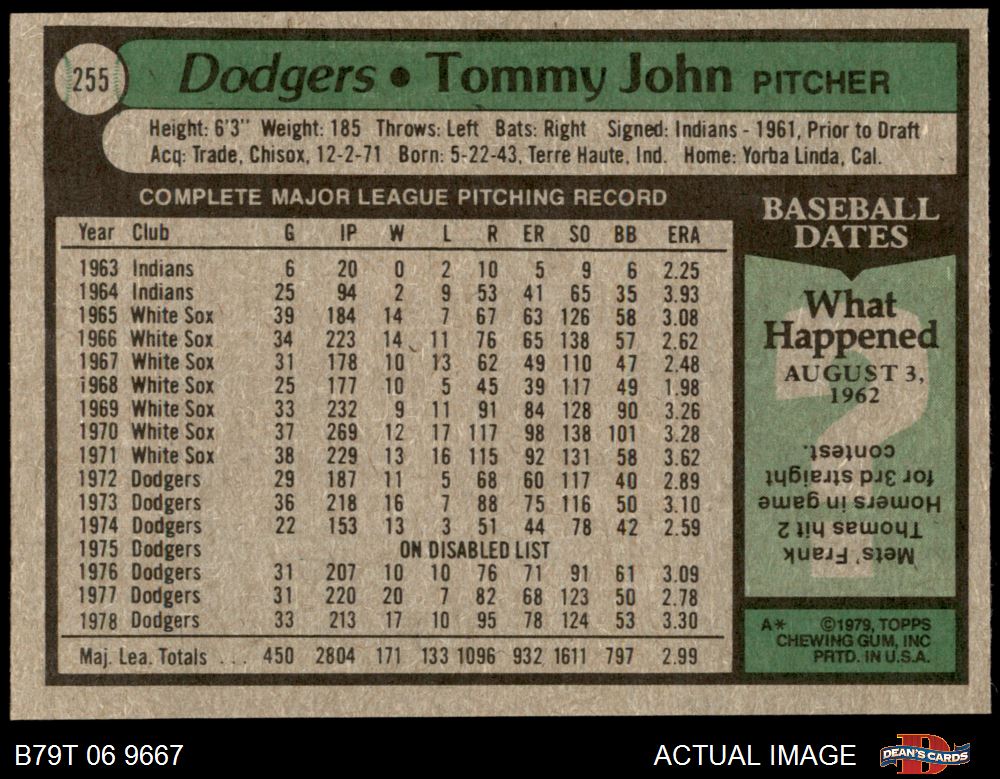 255 Dodgers • Tommy John PITCHER
Height: 6'3" Weight: 185 Throws: Left Bats: Right Signed: Indians - 1961, Prior to Draft
Acq: Trade, Chisox, 12-2-71 Born: 5-22-43, Terre Haute, Ind. Home: Yorba Linda, Cal.
COMPLETE MAJOR LEAGUE PITCHING RECORD
Year Club G IP W L R ER SO BB ERA
1963 Indians 6 20 0 2 10 5 9 6 2.25
1964 Indians 25 94 2 9 53 41 65 35 3.93
1965 White Sox 39 184 14 7 67 63 126 58 3.08
1966 White Sox 34 223 14 11 76 65 138 57 2.62
1967 White Sox 31 178 10 13 62 49 110 47 2.48
1968 White Sox 25 177 10 5 45 39 117 49 1.98
1969 White Sox 33 232 9 11 91 84 128 90 3.26
1970 White Sox 37 269 12 17 117 98 138 101 3.28
1971 White Sox 38 229 13 16 115 92 131 58 3.62
1972 Dodgers 29 187 11 5 68 60 117 40 2.89
1973 Dodgers 36 218 16 7 88 75 116 50 3.10
1974 Dodgers 22 153 13 3 51 44 78 42 2.59
1975 Dodgers ON DISABLED LIST
1976 Dodgers 31 207 10 10 76 71 91 61 3.09
1977 Dodgers 31 220 20 7 82 68 123 50 2.78
1978 Dodgers 33 213 17 10 95 78 124 53 3.30
Maj. Lea. Totals ... 450 2804 171 133 1096 932 1611 797 2.99
BASEBALL
DATES
What
Happened
AUGUST 3,
1962
?
Mets' Frank
Thomas hit 2
Homers in game
for 3rd straight
contest.
A* ©1979, TOPPS
CHEWING GUM, INC
PRTD. IN U.S.A.
B79T 06 9667
ACTUAL IMAGE
D
DEAN'S CARDS